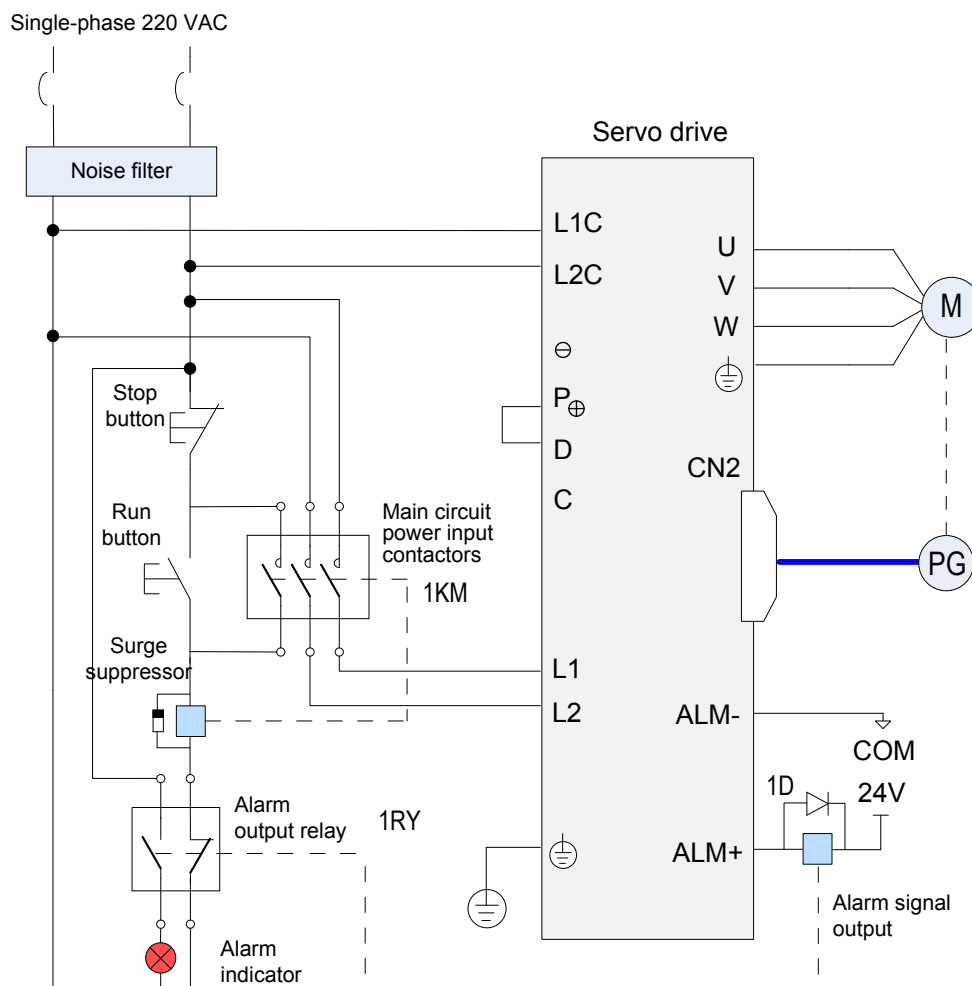 Single-phase 220 VAC
Noise filter
Servo drive
L1C
L2C
U
V
W
M
⊖
P⊕
D
C
CN2
PG
Stop
button
Run
button
Main circuit
power input
contactors
1KM
Surge
suppressor
L1
L2
ALM-
COM
1D
24V
ALM+
Alarm
output relay
1RY
Alarm signal
output
Alarm
indicator